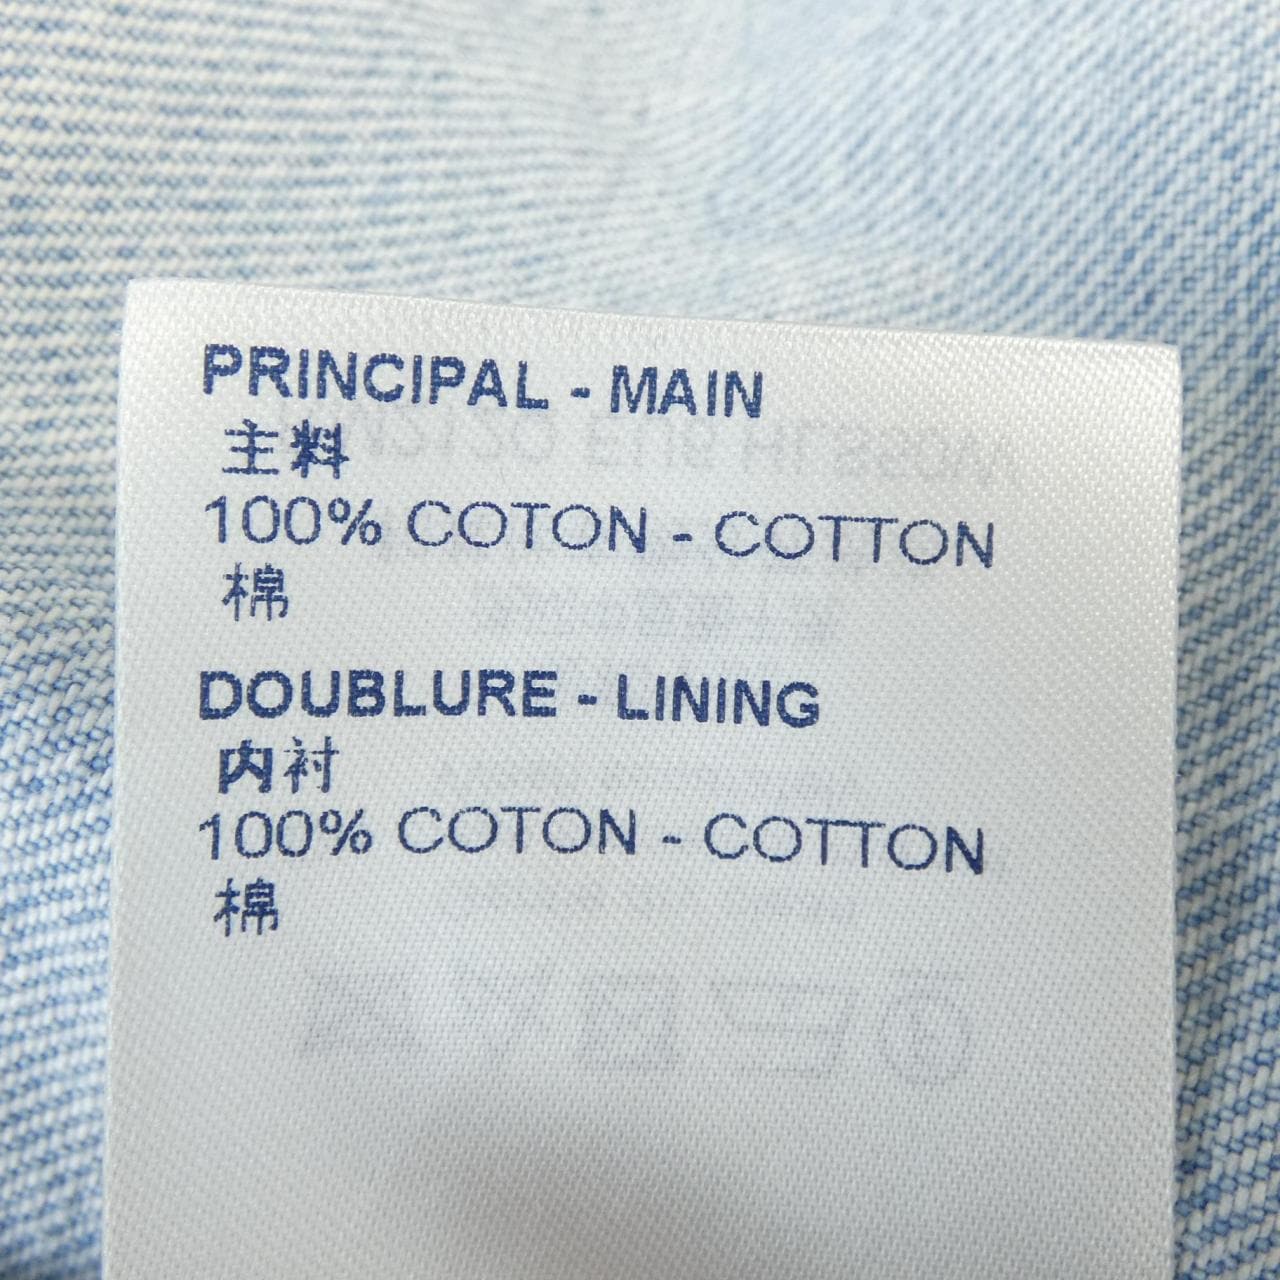 PRINCIPAL - MAIN
主料
100% COTON - COTTON
棉
DOUBLURE - LINING
内衬
100% COTON - COTTON
棉